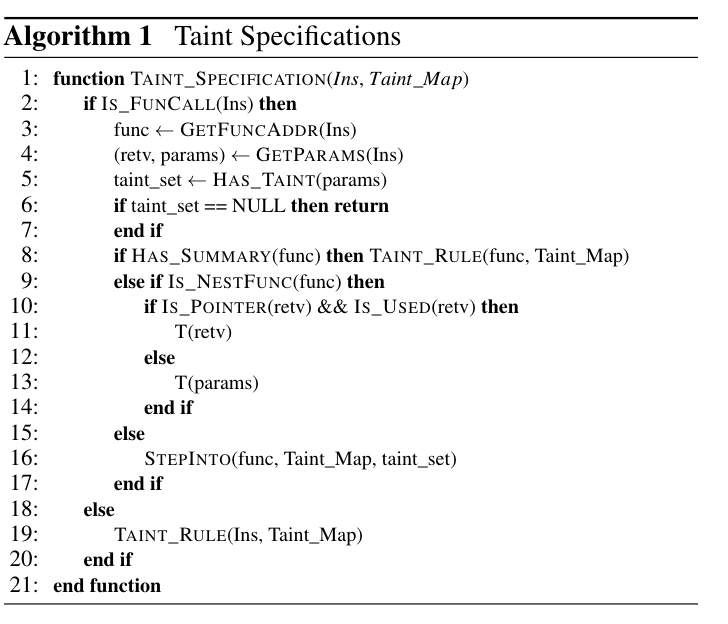 Algorithm 1 Taint Specifications
1: function TAINT_SPECIFICATION(Ins, Taint_Map)
2: if IS_FUNCALL(Ins) then
3: func ← GETFUNCADDR(Ins)
4: (retv, params) ← GETPARAMS(Ins)
5: taint_set ← HAS_TAINT(params)
6: if taint_set == NULL then return
7: end if
8: if HAS_SUMMARY(func) then TAINT_RULE(func, Taint_Map)
9: else if IS_NESTFUNC(func) then
10: if IS_POINTER(retv) && IS_USED(retv) then
11: T(retv)
12: else
13: T(params)
14: end if
15: else
16: STEPINTO(func, Taint_Map, taint_set)
17: end if
18: else
19: TAINT_RULE(Ins, Taint_Map)
20: end if
21: end function